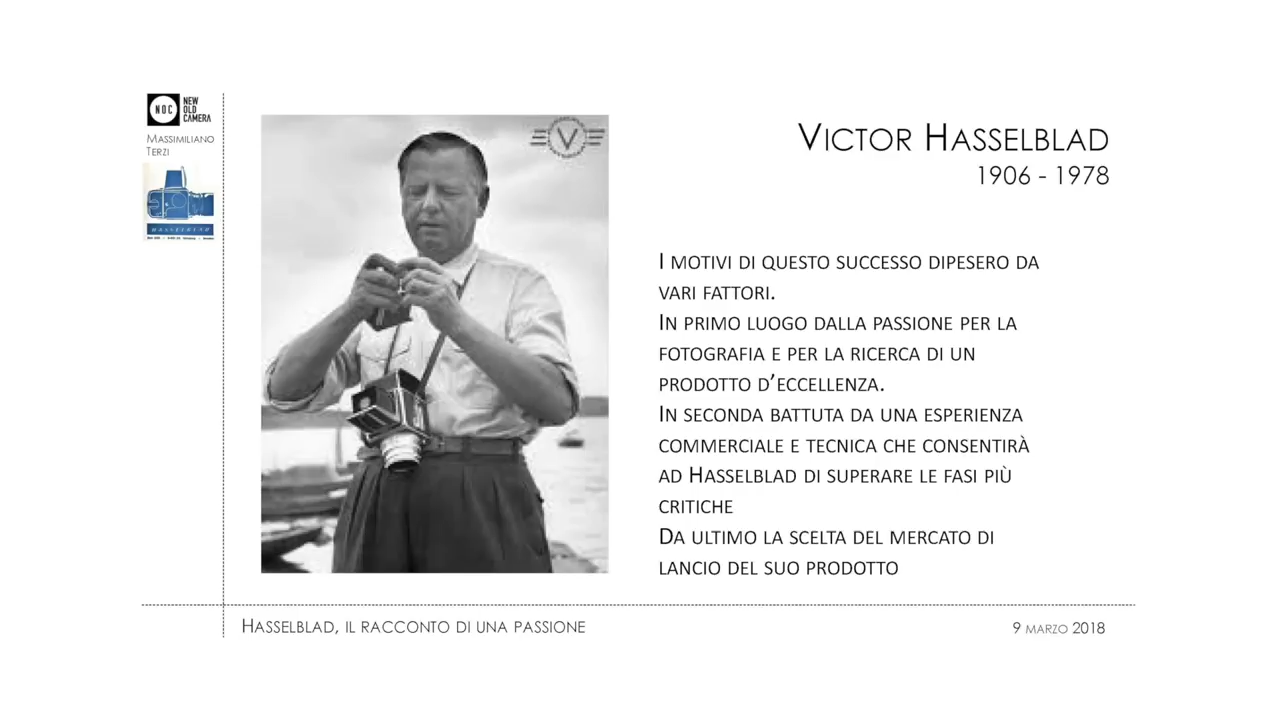 NOC
NEW
OLD
CAMERA
MASSIMILIANO
TERZI
HASSELBLAD
V
VICTOR HASSELBLAD
1906 - 1978
I MOTIVI DI QUESTO SUCCESSO DIPESERO DA
VARI FATTORI.
IN PRIMO LUOGO DALLA PASSIONE PER LA
FOTOGRAFIA E PER LA RICERCA DI UN
PRODOTTO D’ECCELLENZA.
IN SECONDA BATTUTA DA UNA ESPERIENZA
COMMERCIALE E TECNICA CHE CONSENTIRÀ
AD HASSELBLAD DI SUPERARE LE FASI PIÙ
CRITICHE
DA ULTIMO LA SCELTA DEL MERCATO DI
LANCIO DEL SUO PRODOTTO
HASSELBLAD, IL RACCONTO DI UNA PASSIONE
9 MARZO 2018